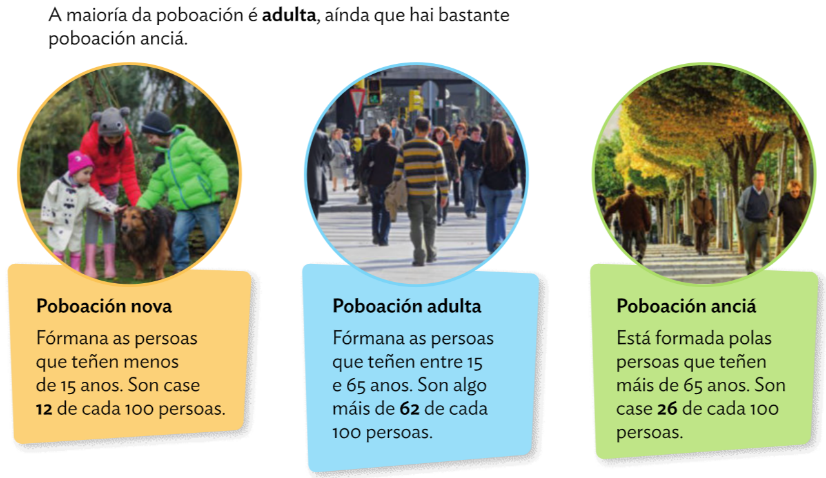 A maioría da poboación é adulta, aínda que hai bastante
poboación anciá.
Poboación nova
Fórmana as persoas
que teñen menos
de 15 anos. Son case
12 de cada 100 persoas.
Poboación adulta
Fórmana as persoas
que teñen entre 15
e 65 anos. Son algo
máis de 62 de cada
100 persoas.
Poboación anciá
Está formada polas
persoas que teñen
máis de 65 anos. Son
case 26 de cada 100
persoas.